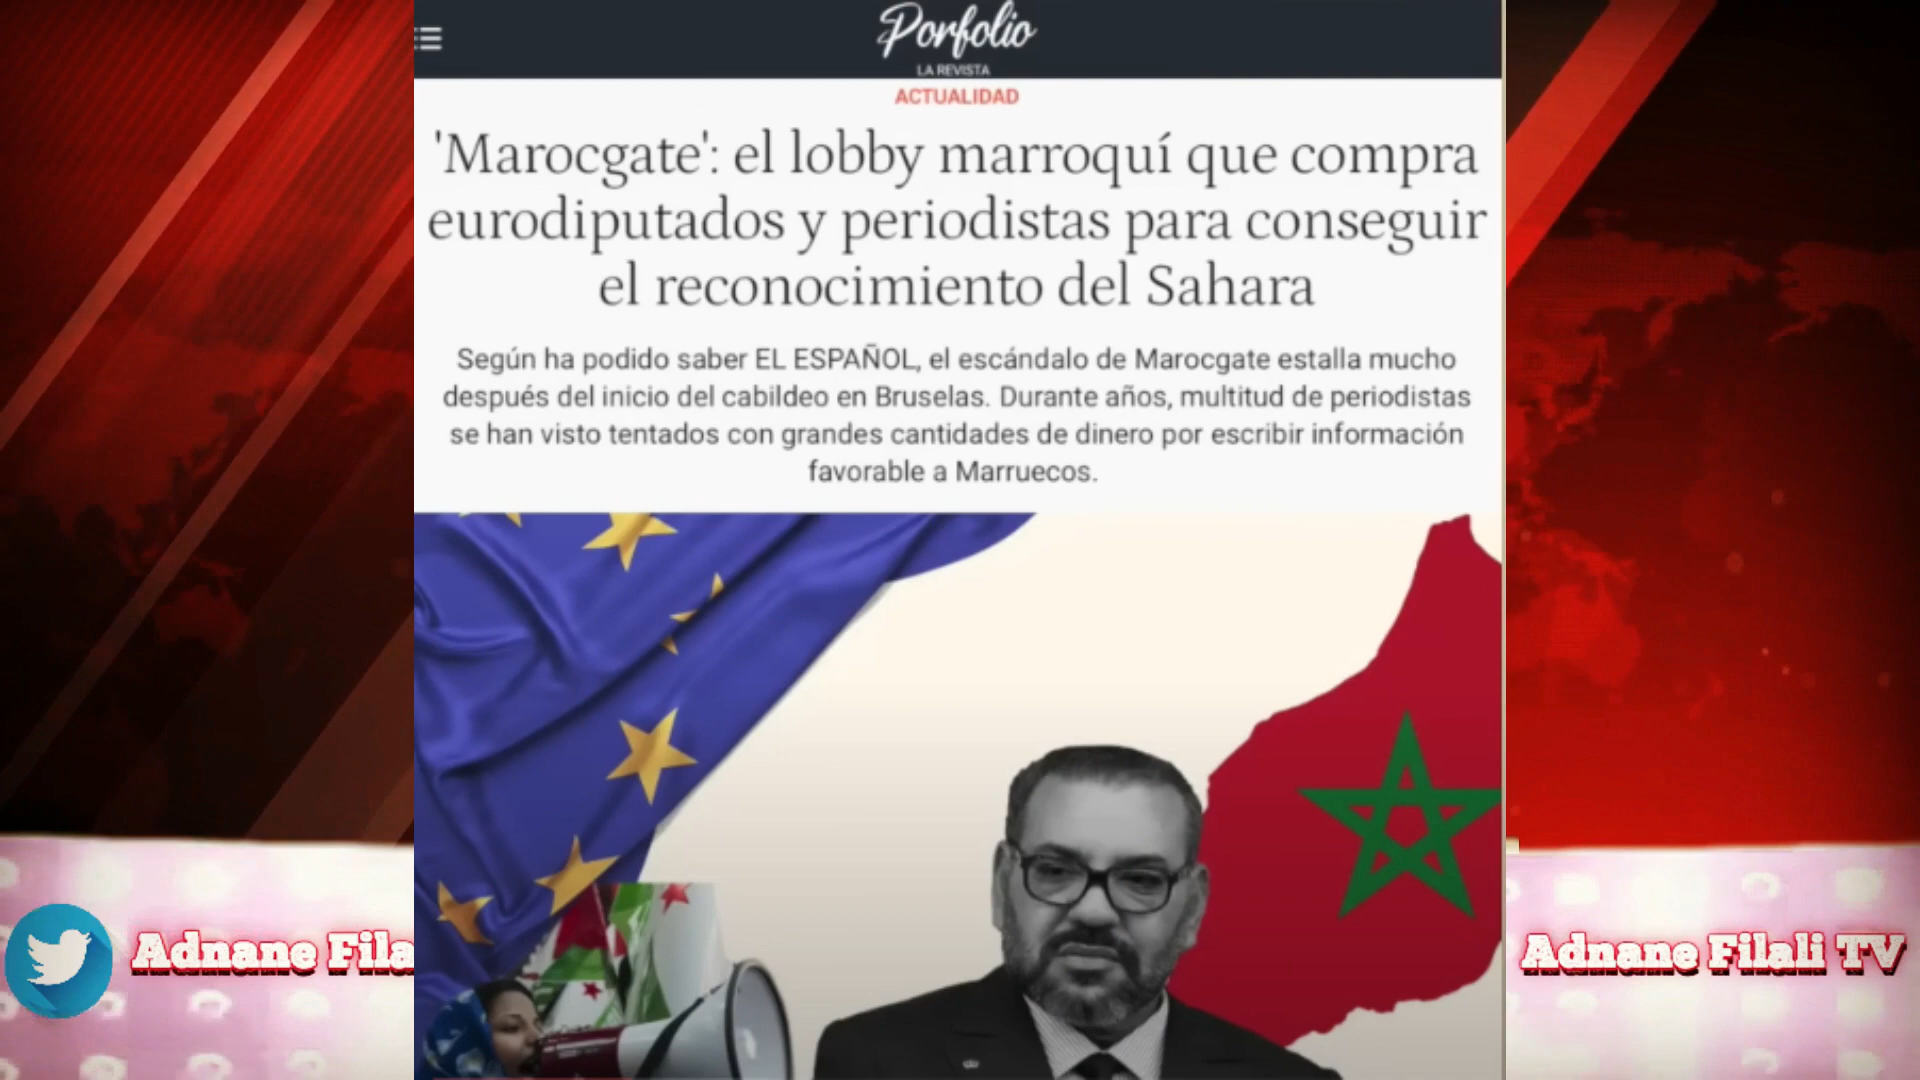 Porfolio
LA REVISTA
ACTUALIDAD
'Marocgate': el lobby marroquí que compra
eurodiputados y periodistas para conseguir
el reconocimiento del Sahara
Según ha podido saber EL ESPAÑOL, el escándalo de Marocgate estalla mucho
después del inicio del cabildeo en Bruselas. Durante años, multitud de periodistas
se han visto tentados con grandes cantidades de dinero por escribir información
favorable a Marruecos.
Adnane Fila
Adnane Filali TV